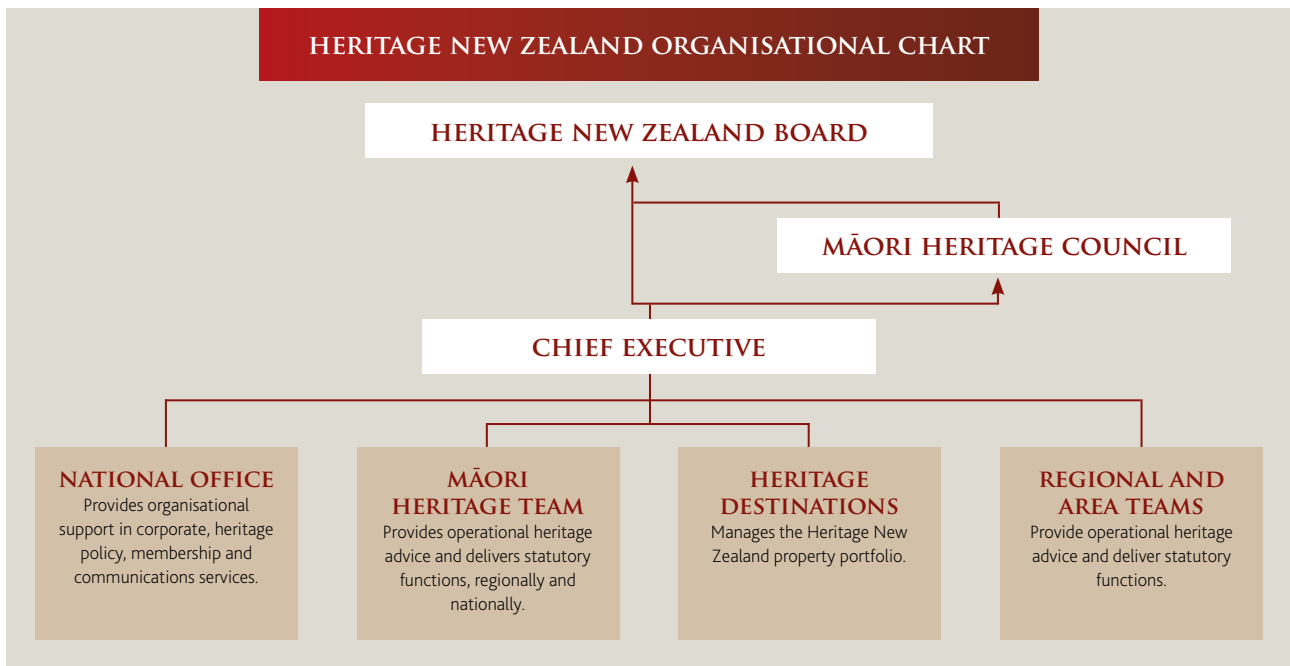 HERITAGE NEW ZEALAND ORGANISATIONAL CHART
HERITAGE NEW ZEALAND BOARD
MĀORI HERITAGE COUNCIL
CHIEF EXECUTIVE
NATIONAL OFFICE
Provides organisational
support in corporate, heritage
policy, membership and
communications services.
MĀORI
HERITAGE TEAM
Provides operational heritage
advice and delivers statutory
functions, regionally and
nationally.
HERITAGE
DESTINATIONS
Manages the Heritage New
Zealand property portfolio.
REGIONAL AND
AREA TEAMS
Provide operational heritage
advice and deliver statutory
functions.